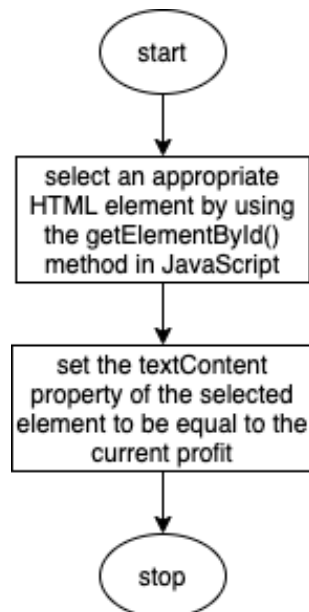 start
select an appropriate
HTML element by using
the getElementById()
method in JavaScript
set the textContent
property of the selected
element to be equal to the
current profit
stop